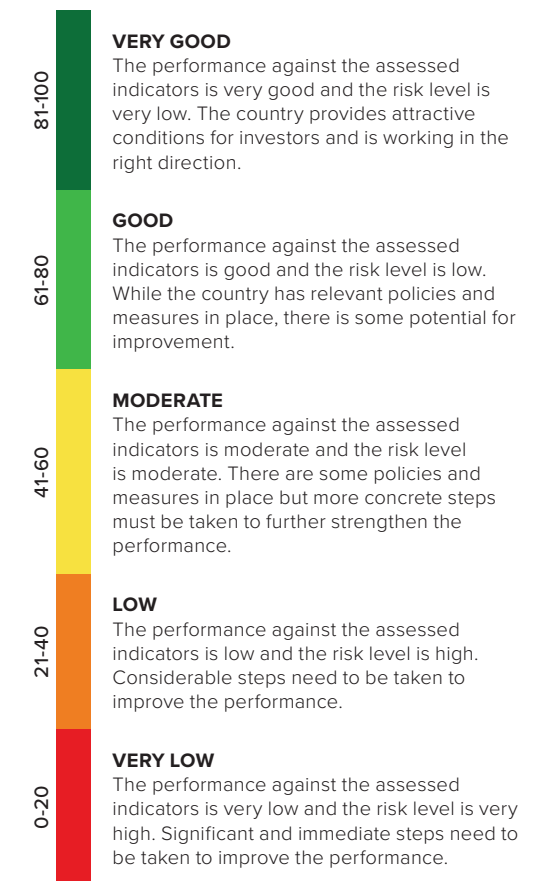 81-100
VERY GOOD
The performance against the assessed
indicators is very good and the risk level is
very low. The country provides attractive
conditions for investors and is working in the
right direction.
61-80
GOOD
The performance against the assessed
indicators is good and the risk level is low.
While the country has relevant policies and
measures in place, there is some potential for
improvement.
41-60
MODERATE
The performance against the assessed
indicators is moderate and the risk level
is moderate. There are some policies and
measures in place but more concrete steps
must be taken to further strengthen the
performance.
21-40
LOW
The performance against the assessed
indicators is low and the risk level is high.
Considerable steps need to be taken to
improve the performance.
0-20
VERY LOW
The performance against the assessed
indicators is very low and the risk level is very
high. Significant and immediate steps need to
be taken to improve the performance.